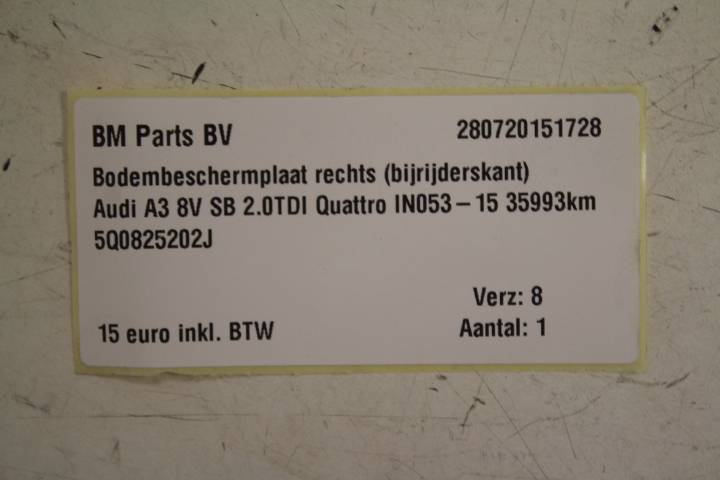 BM Parts BV 280720151728
Bodembeschermplaat rechts (bijrijderskant)
Audi A3 8V SB 2.0TDI Quattro IN053-15 35993km
5Q0825202J
Verz: 8
15 euro inkl. BTW Aantal: 1